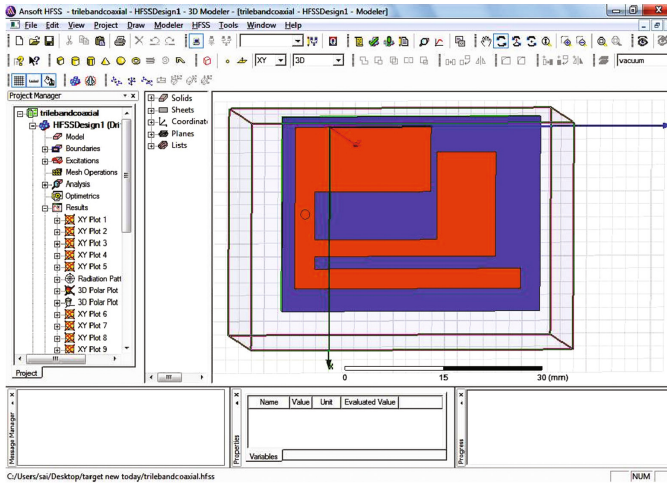 Ansoft HFSS - trilebandcoaxial - HFSSDesign1 - 3D Modeler - [trilebandcoaxial - HFSSDesign1 - Modeler]
File Edit View Project Draw Modeler HFSS Tools Window Help
XY 3D vacuum
Project Manager
trilebandcoaxial
HFSSDesign1 (Dri
Model
Boundaries
Excitations
Mesh Operations
Analysis
Optimetrics
Results
XY Plot 1
XY Plot 2
XY Plot 3
XY Plot 4
XY Plot 5
Radiation Patt
3D Polar Plot
3D Polar Plot
XY Plot 6
XY Plot 7
XY Plot 8
XY Plot 9
Project
Solids
Sheets
Coordinat
Planes
Lists
0 15 30 (mm)
Message Manager
Properties
Name Value Unit Evaluated Value
Variables
Progress
C:/Users/sai/Desktop/target new today/trilebandcoaxial.hfss
NUM